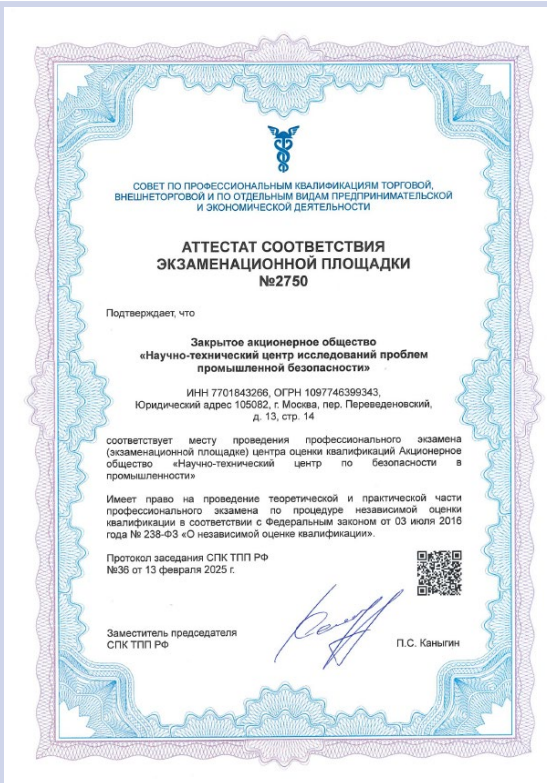 СОВЕТ ПО ПРОФЕССИОНАЛЬНЫМ КВАЛИФИКАЦИЯМ ТОРГОВОЙ,
ВНЕШНЕТОРГОВОЙ И ПО ОТДЕЛЬНЫМ ВИДАМ ПРЕДПРИНИМАТЕЛЬСКОЙ
И ЭКОНОМИЧЕСКОЙ ДЕЯТЕЛЬНОСТИ
АТТЕСТАТ СООТВЕТСТВИЯ
ЭКЗАМЕНАЦИОННОЙ ПЛОЩАДКИ
№2750
Подтверждает, что
Закрытое акционерное общество
«Научно-технический центр исследований проблем
промышленной безопасности»
ИНН 7701843266, ОГРН 1097746399343,
Юридический адрес 105082, г. Москва, пер. Переведеновский,
д. 13, стр. 14
соответствует месту проведения профессионального экзамена
(экзаменационной площадке) центра оценки квалификаций Акционерное
общество «Научно-технический центр по безопасности в
промышленности»
Имеет право на проведение теоретической и практической части
профессионального экзамена по процедуре независимой оценки
квалификации в соответствии с Федеральным законом от 03 июля 2016
года № 238-ФЗ «О независимой оценке квалификации».
Протокол заседания СПК ТПП РФ
№36 от 13 февраля 2025 г.
Заместитель председателя
СПК ТПП РФ
П.С. Каныгин